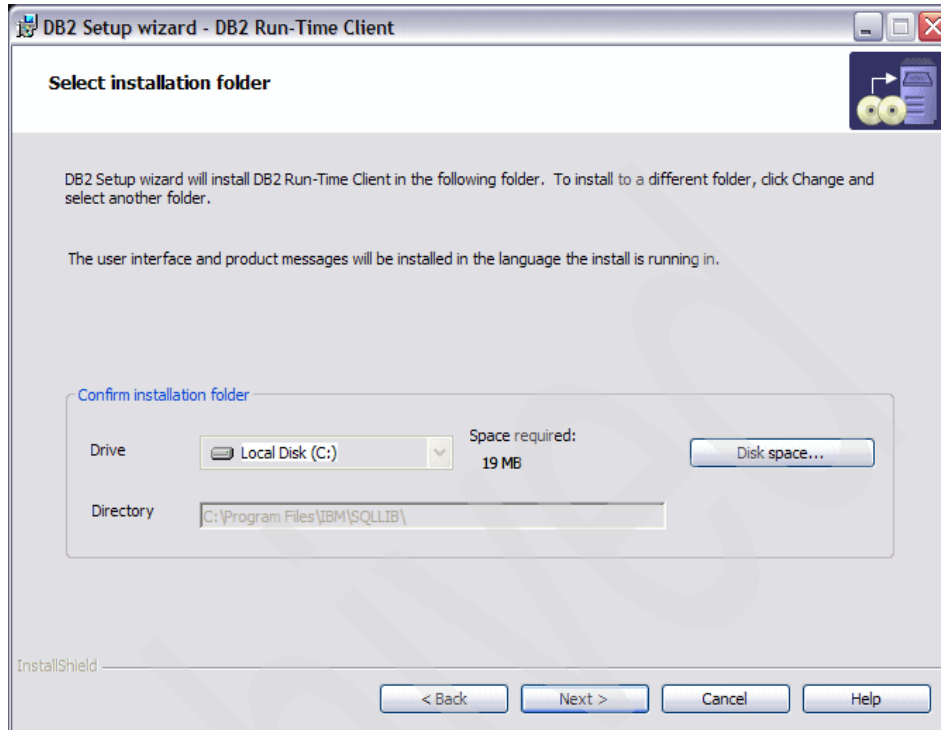 DB2 Setup wizard - DB2 Run-Time Client
Select installation folder
DB2 Setup wizard will install DB2 Run-Time Client in the following folder. To install to a different folder, click Change and
select another folder.
The user interface and product messages will be installed in the language the install is running in.
Confirm installation folder
Drive
Local Disk (C:)
Space required:
19 MB
Disk space...
Directory
C:\Program Files\IBM\SQLLIB\
InstallShield
< Back
Next >
Cancel
Help